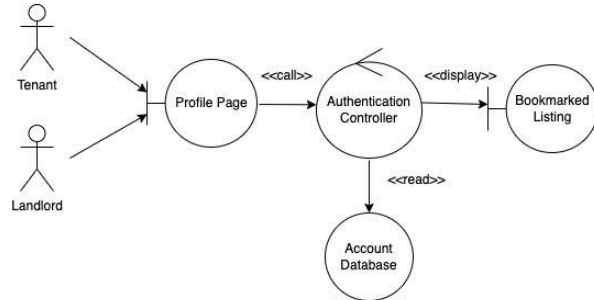 Tenant
Landlord
Profile Page
<<call>>
Authentication
Controller
<<display>>
Bookmarked
Listing
<<read>>
Account
Database